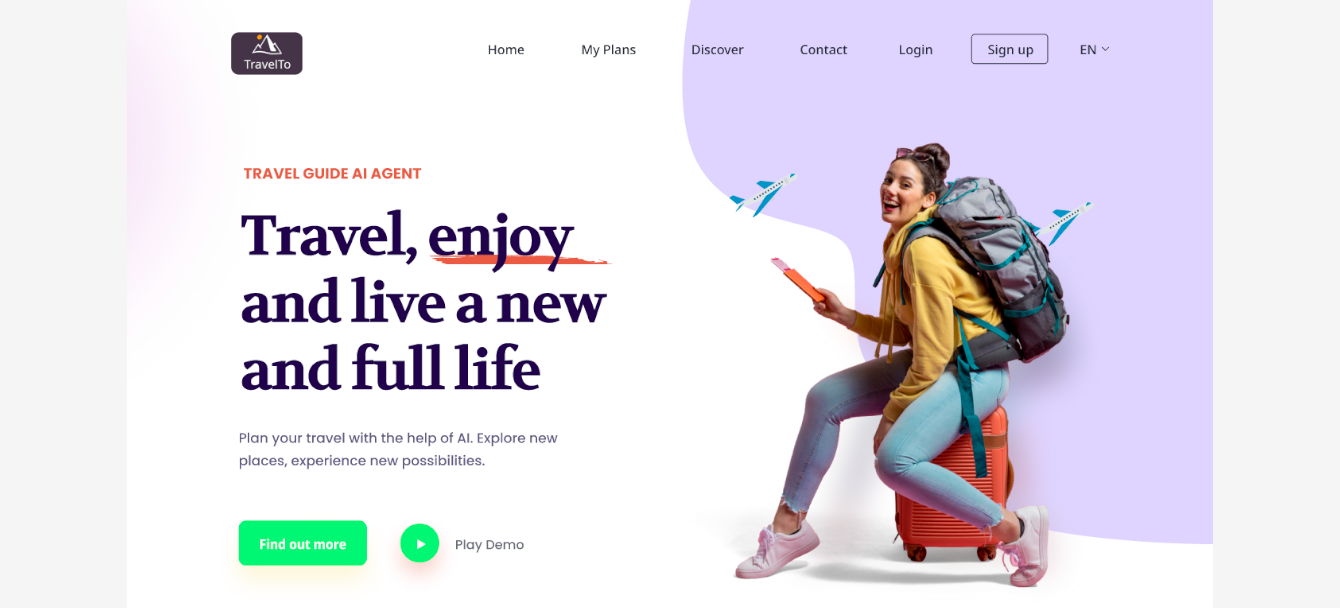 TravelTo
Home
My Plans
Discover
Contact
Login
Sign up
EN
TRAVEL GUIDE AI AGENT
Travel, enjoy
and live a new
and full life
Plan your travel with the help of AI. Explore new
places, experience new possibilities.
Find out more
Play Demo